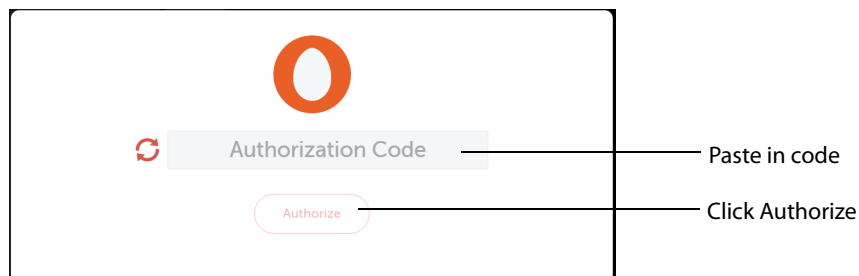 Authorization Code
Paste in code
Authorize
Click Authorize